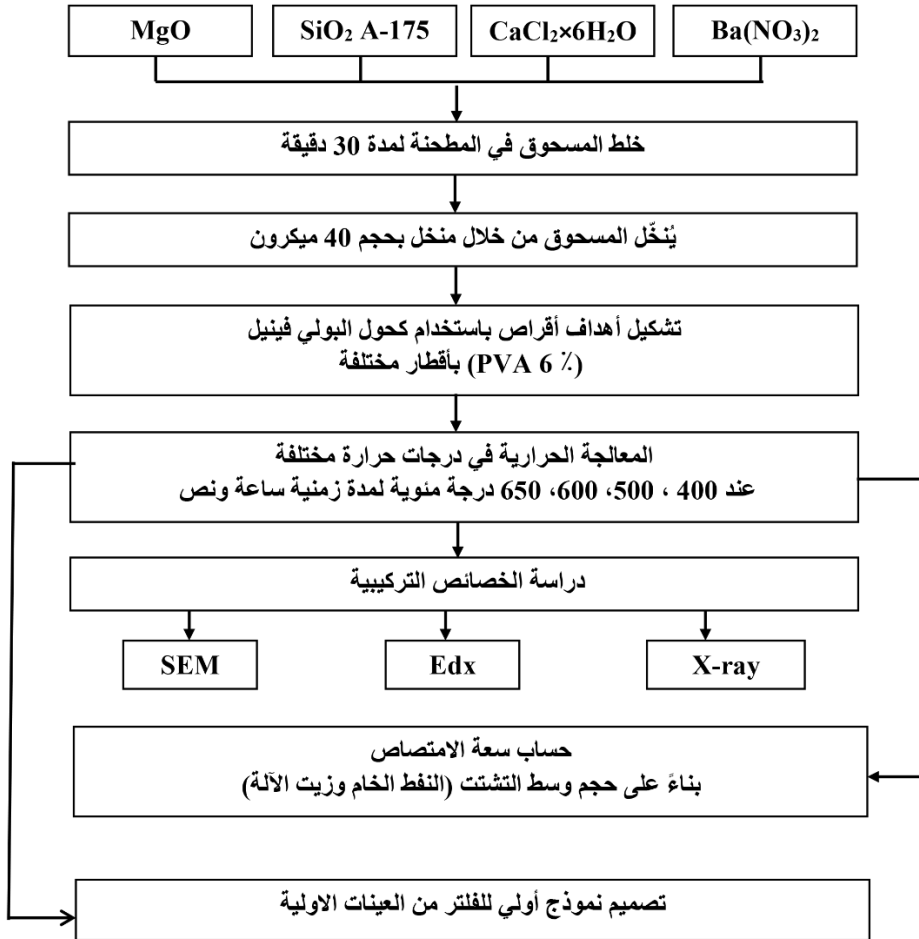 MgO
SiO₂ A-175
CaCl₂×6H₂O
Ba(NO₃)₂
خلط المسحوق في المطحنة لمدة 30 دقيقة
يُنخّل المسحوق من خلال منخل بحجم 40 ميكرون
تشكيل أهداف أقراص باستخدام كحول البولي فينيل
(PVA 6 ٪) بأقطار مختلفة
المعالجة الحرارية في درجات حرارة مختلفة
عند 400 ، 500، 600، 650 درجة مئوية لمدة زمنية ساعة ونص
دراسة الخصائص التركيبية
SEM
Edx
X-ray
حساب سعة الامتصاص
بناءً على حجم وسط التشتت (النفط الخام وزيت الآلة)
تصميم نموذج أولي للفلتر من العينات الاولية